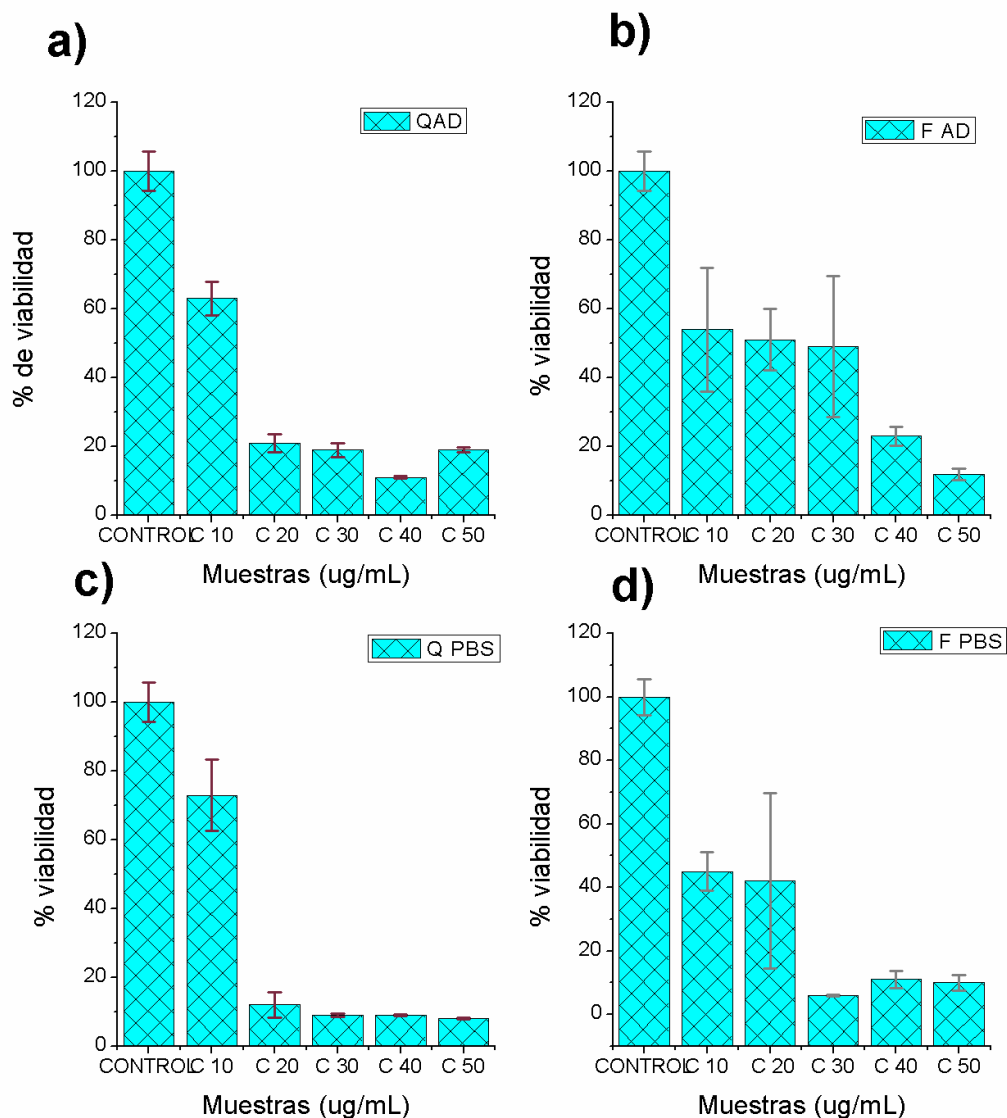 a)
QAD
% de viabilidad
120
100
80
60
40
20
0
CONTROL C 10 C 20 C 30 C 40 C 50
Muestras (ug/mL)
b)
F AD
% viabilidad
120
100
80
60
40
20
0
CONTROL C 10 C 20 C 30 C 40 C 50
Muestras (ug/mL)
c)
Q PBS
% viabilidad
120
100
80
60
40
20
0
CONTROL C 10 C 20 C 30 C 40 C 50
Muestras (ug/mL)
d)
F PBS
% viabilidad
120
100
80
60
40
20
0
CONTROL C 10 C 20 C 30 C 40 C 50
Muestras (ug/mL)